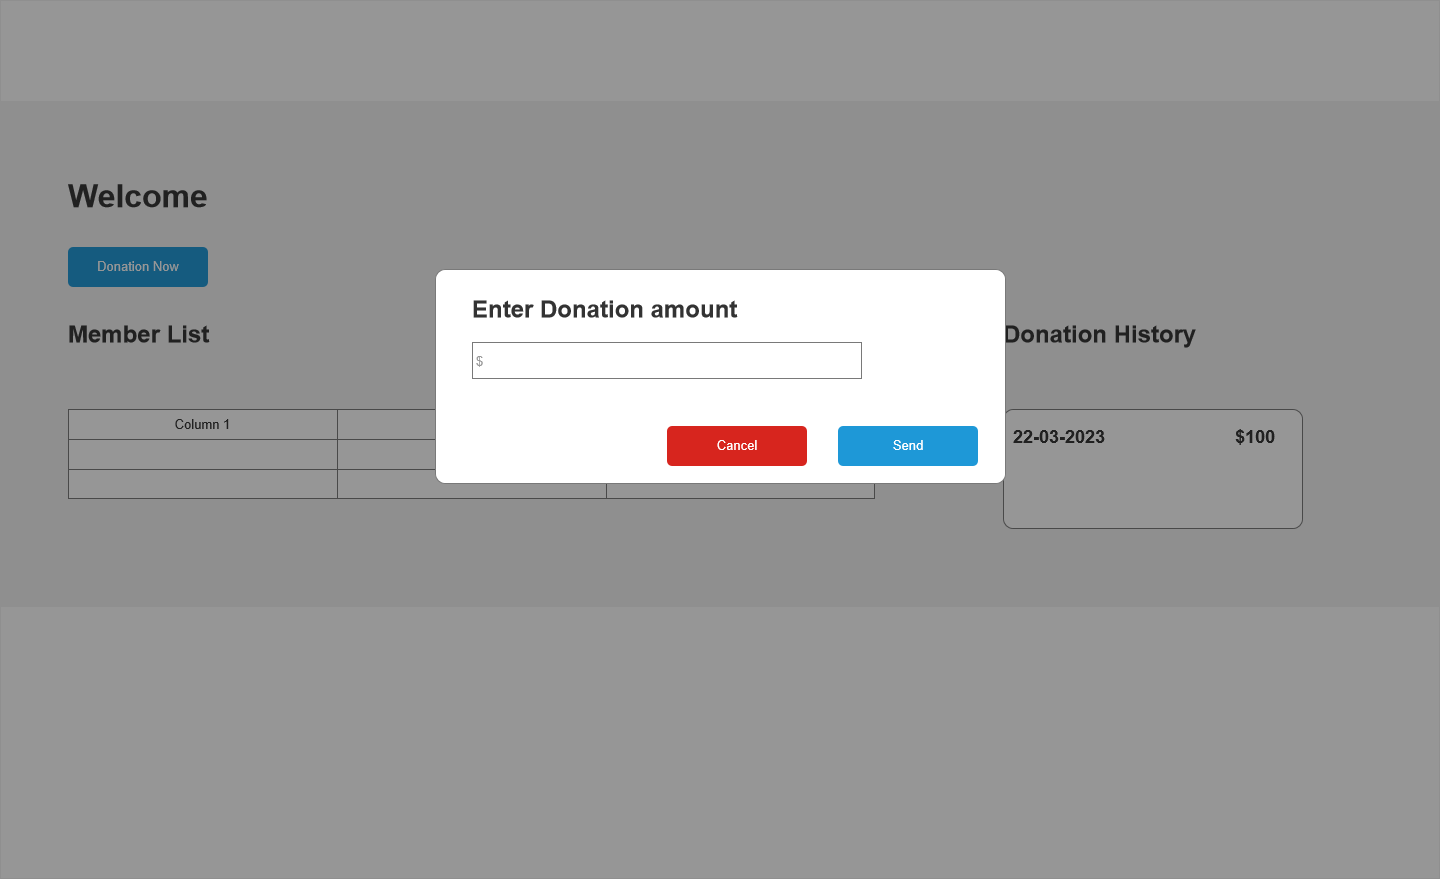 Welcome
Donation Now
Member List
Column 1
Enter Donation amount
$
Cancel
Send
Donation History
22-03-2023 $100